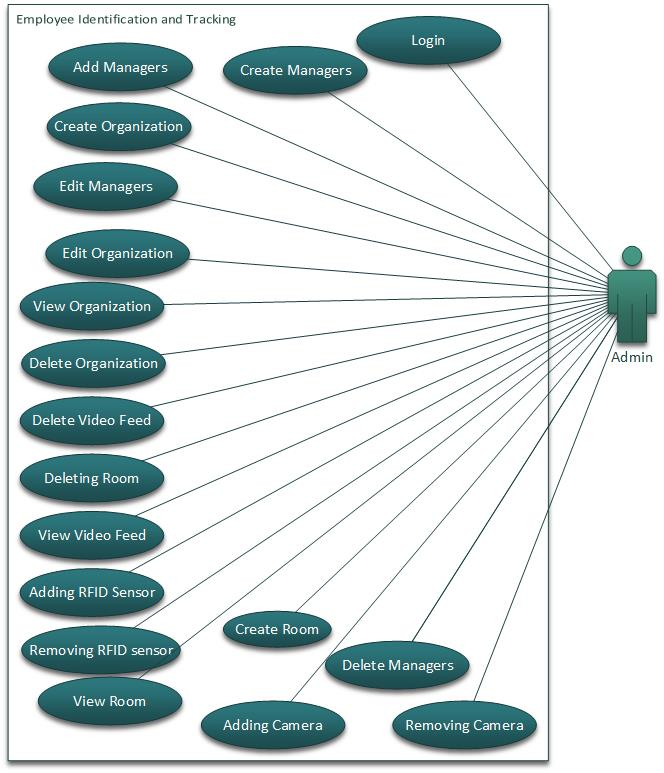 Employee Identification and Tracking
Login
Add Managers
Create Managers
Create Organization
Edit Managers
Edit Organization
View Organization
Admin
Delete Organization
Delete Video Feed
Deleting Room
View Video Feed
Adding RFID Sensor
Create Room
Removing RFID sensor
Delete Managers
View Room
Adding Camera
Removing Camera